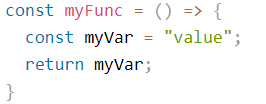 const myFunc = () => {
  const myVar = "value";
  return myVar;
}